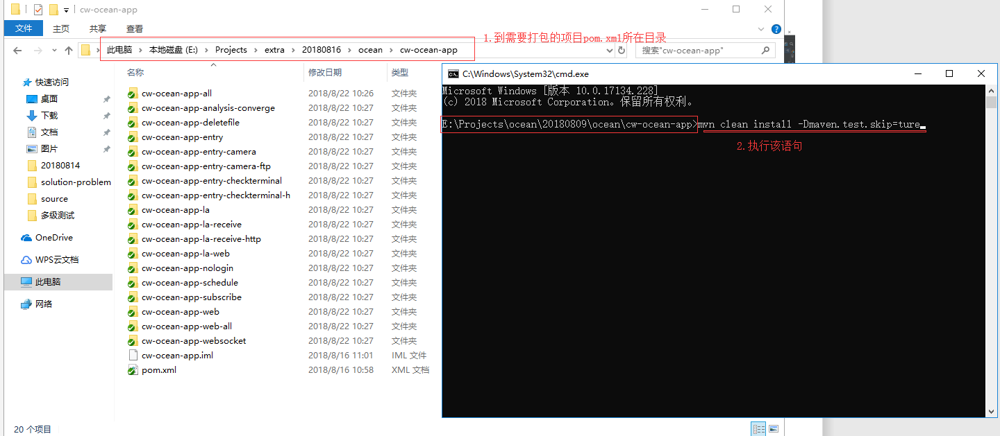 cw-ocean-app
文件 主页 共享 查看
1.到需要打包的项目pom.xml所在目录
此电脑 › 本地磁盘 (E:) › Projects › extra › 20180816 › ocean › cw-ocean-app
搜索"cw-ocean-app"
快速访问
桌面
下载
文档
图片
20180814
solution-problem
source
多级测试
OneDrive
WPS云文档
此电脑
网络
名称 修改日期 类型
cw-ocean-app-all 2018/8/22 10:26 文件夹
cw-ocean-app-analysis-converge 2018/8/22 10:27 文件夹
cw-ocean-app-deletefile 2018/8/22 10:27 文件夹
cw-ocean-app-entry 2018/8/22 10:27 文件夹
cw-ocean-app-entry-camera 2018/8/22 10:27 文件夹
cw-ocean-app-entry-camera-ftp 2018/8/22 10:27 文件夹
cw-ocean-app-entry-checkterminal 2018/8/22 10:27 文件夹
cw-ocean-app-entry-checkterminal-h 2018/8/22 10:27 文件夹
cw-ocean-app-la 2018/8/22 10:27 文件夹
cw-ocean-app-la-receive 2018/8/22 10:27 文件夹
cw-ocean-app-la-receive-http 2018/8/22 10:27 文件夹
cw-ocean-app-la-web 2018/8/22 10:27 文件夹
cw-ocean-app-nologin 2018/8/22 10:27 文件夹
cw-ocean-app-schedule 2018/8/22 10:27 文件夹
cw-ocean-app-subscribe 2018/8/22 10:27 文件夹
cw-ocean-app-web 2018/8/22 10:27 文件夹
cw-ocean-app-web-all 2018/8/22 10:27 文件夹
cw-ocean-app-websocket 2018/8/22 10:27 文件夹
cw-ocean-app.iml 2018/8/16 11:01 IML 文件
pom.xml 2018/8/16 10:58 XML 文档
20 个项目
C:\Windows\System32\cmd.exe
Microsoft Windows [版本 10.0.17134.228]
(c) 2018 Microsoft Corporation。保留所有权利。
E:\Projects\ocean\20180809\ocean\cw-ocean-app>mvn clean install -Dmaven.test.skip=ture
2.执行该语句